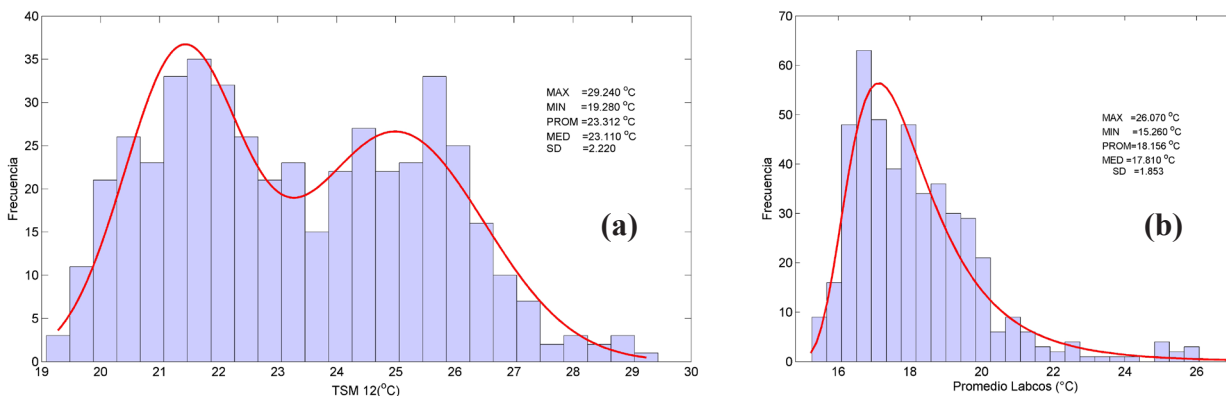 40
35
30
25
20
15
10
5
0
Frecuencia
19 20 21 22 23 24 25 26 27 28 29 30
TSM 12(°C)
MAX =29.240 °C
MIN =19.280 °C
PROM =23.312 °C
MED =23.110 °C
SD =2.220
(a)
70
60
50
40
30
20
10
0
Frecuencia
16 18 20 22 24 26
Promedio Labcos (°C)
MAX =26.070 °C
MIN =15.260 °C
PROM=18.156 °C
MED =17.810 °C
SD =1.853
(b)